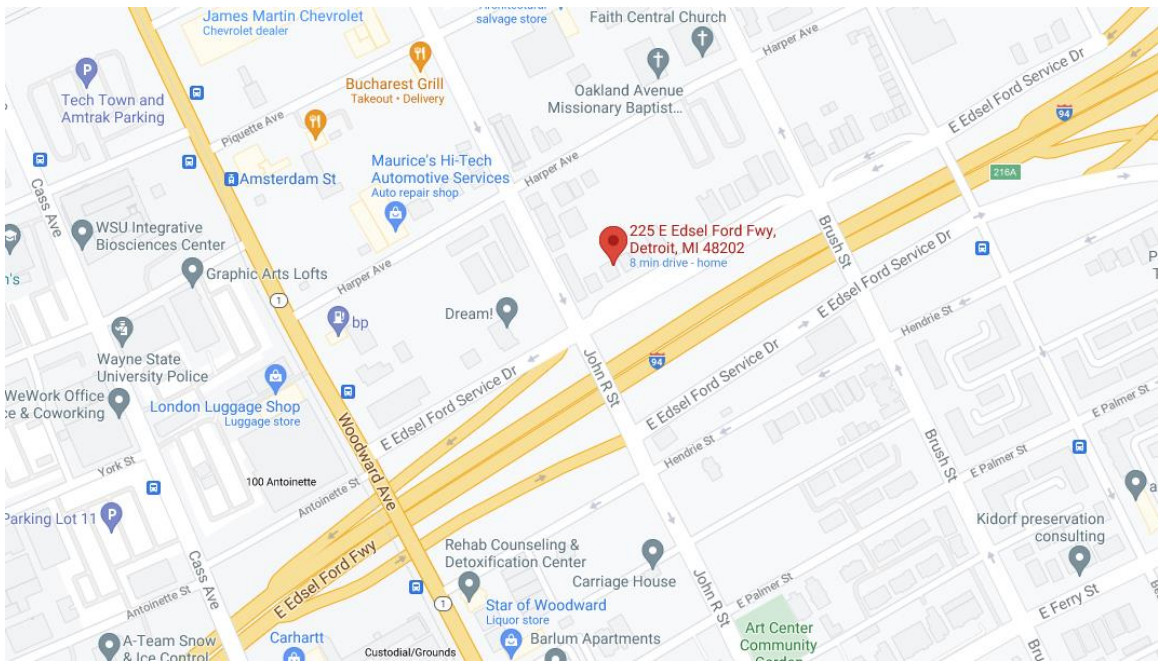 James Martin Chevrolet
Chevrolet dealer
Architectural
salvage store
Faith Central Church
Harper Ave
E Edsel Ford Service Dr
Bucharest Grill
Takeout • Delivery
Tech Town and
Amtrak Parking
Oakland Avenue
Missionary Baptist...
94
Piquette Ave
Maurice's Hi-Tech
Automotive Services
Auto repair shop
Harper Ave
216A
Amsterdam St
Cass Ave
WSU Integrative
Biosciences Center
225 E Edsel Ford Fwy,
Detroit, MI 48202
8 min drive - home
Brush St
E Edsel Ford Service Dr
Graphic Arts Lofts
n's
Harper Ave
1
bp
Dream!
Hendrie St
Wayne State
University Police
94
John R St
E Edsel Ford Service Dr
E Edsel Ford Service Dr
WeWork Office
ce & Coworking
London Luggage Shop
Luggage store
Woodward Ave
E Palmer St
Brush St
Hendrie St
E Palmer St
York St
100 Antoinette
Antoinette St
Parking Lot 11
Kidorf preservation
consulting
Rehab Counseling &
Detoxification Center
E Edsel Ford Fwy
Carriage House
Cass Ave
John R St
E Palmer St
E Ferry St
Antoinette St
1
Star of Woodward
Liquor store
Art Center
Community
Garden
A-Team Snow
& Ice Control
Carhartt
Custodial/Grounds
Barlum Apartments
Brush